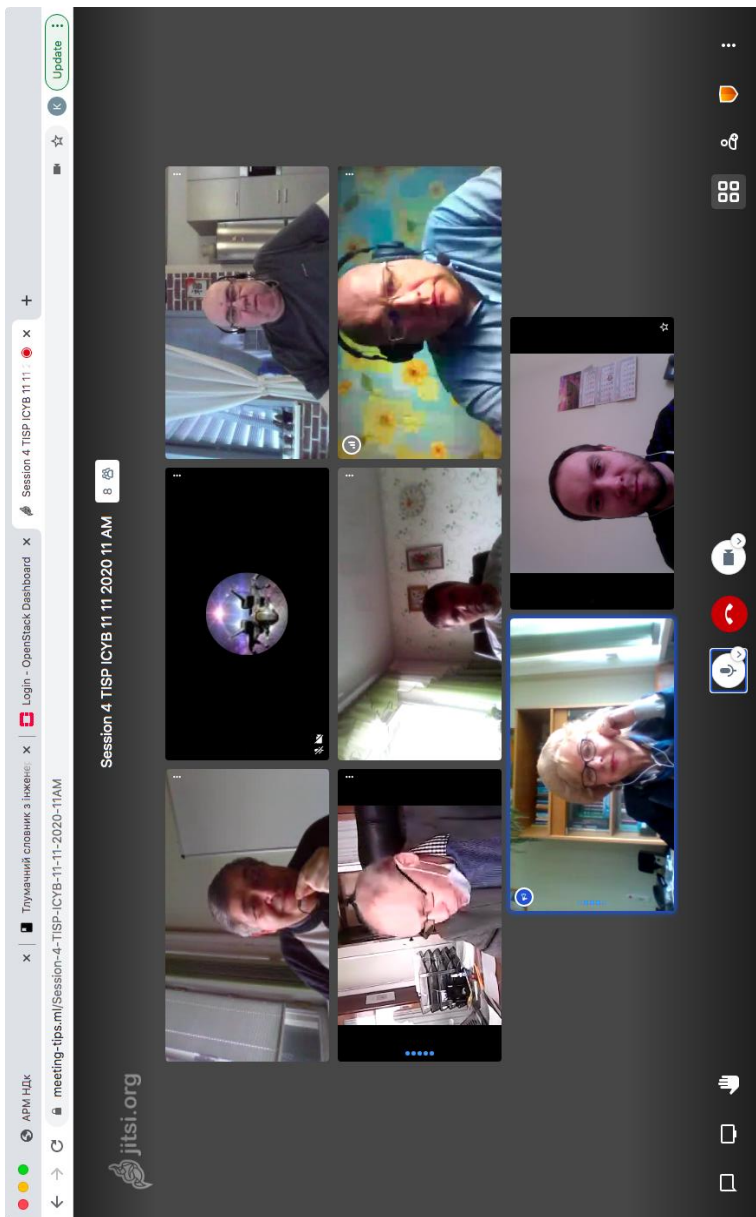 АРМ НДк
Тлумачний словник з інженер
Login - OpenStack Dashboard
Session 4 TISP ICYB 11 11 :
meeting-tips.ml/Session-4-TISP-ICYB-11-11-2020-11AM
K
Update
jitsi.org
Session 4 TISP ICYB 11 11 2020 11 AM
8